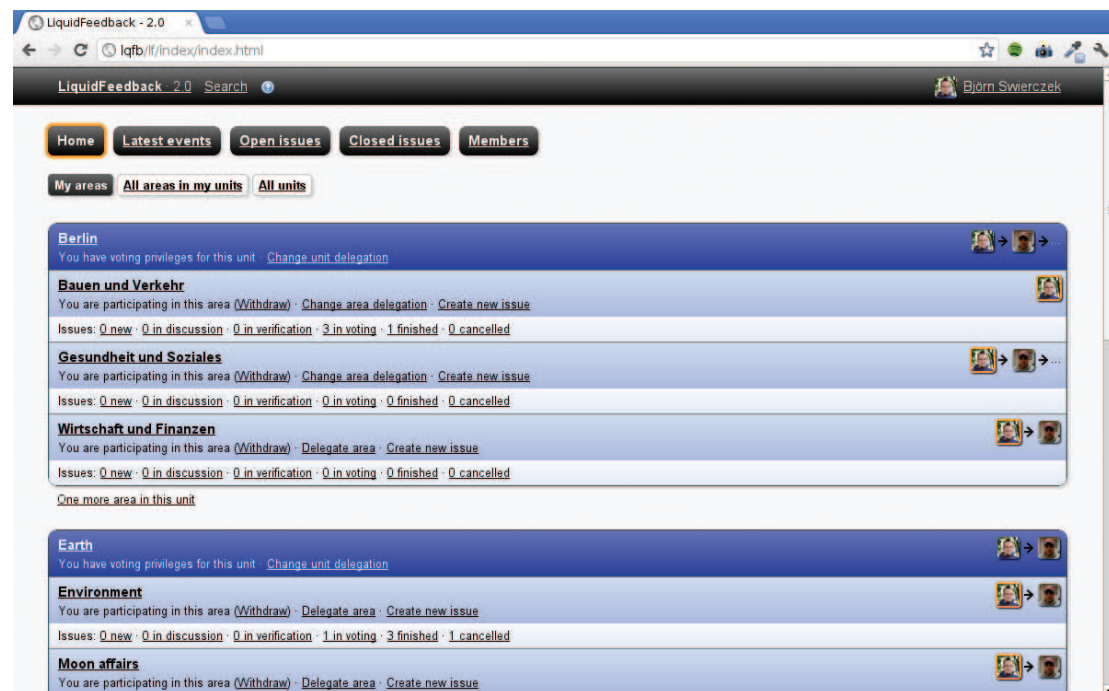 LiquidFeedback - 2.0 ×
lqfb/lf/index/index.html
LiquidFeedback · 2.0 Search Björn Swierczek
Home Latest events Open issues Closed issues Members
My areas All areas in my units All units
Berlin
You have voting privileges for this unit · Change unit delegation
Bauen und Verkehr
You are participating in this area (Withdraw) · Change area delegation · Create new issue
Issues: 0 new · 0 in discussion · 0 in verification · 3 in voting · 1 finished · 0 cancelled
Gesundheit und Soziales
You are participating in this area (Withdraw) · Change area delegation · Create new issue
Issues: 0 new · 0 in discussion · 0 in verification · 0 in voting · 0 finished · 0 cancelled
Wirtschaft und Finanzen
You are participating in this area (Withdraw) · Delegate area · Create new issue
Issues: 0 new · 0 in discussion · 0 in verification · 0 in voting · 0 finished · 0 cancelled
One more area in this unit
Earth
You have voting privileges for this unit · Change unit delegation
Environment
You are participating in this area (Withdraw) · Delegate area · Create new issue
Issues: 0 new · 0 in discussion · 0 in verification · 1 in voting · 3 finished · 1 cancelled
Moon affairs
You are participating in this area (Withdraw) · Delegate area · Create new issue